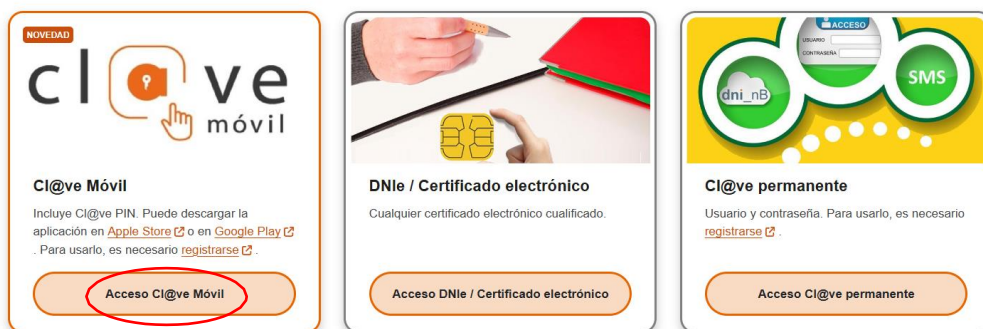 NOVEDAD
cl@ve
móvil
Cl@ve Móvil
Incluye Cl@ve PIN. Puede descargar la
aplicación en Apple Store o en Google Play
. Para usarlo, es necesario registrarse .
Acceso Cl@ve Móvil
DNIe / Certificado electrónico
Cualquier certificado electrónico cualificado.
Acceso DNIe / Certificado electrónico
ACCESO
USUARIO
CONTRASEÑA
dni_nB
SMS
Cl@ve permanente
Usuario y contraseña. Para usarlo, es necesario
registrarse .
Acceso Cl@ve permanente